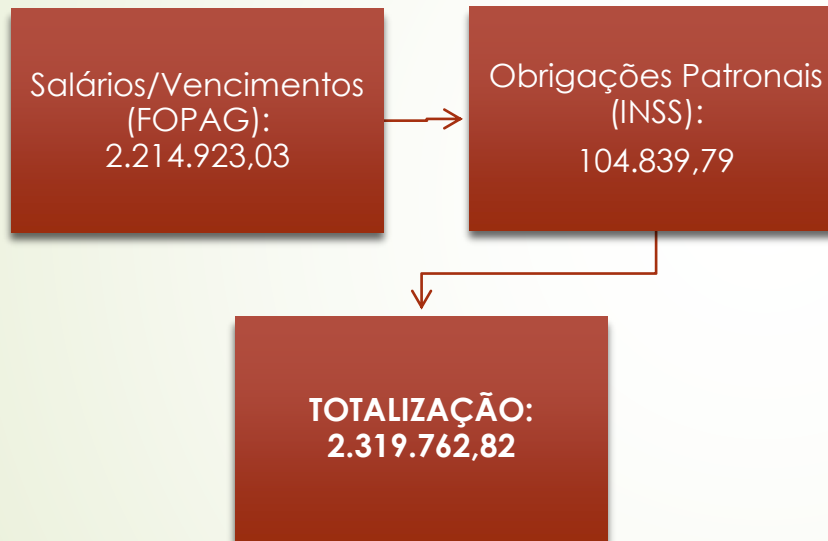 Salários/Vencimentos
(FOPAG):
2.214.923,03
Obrigações Patronais
(INSS):
104.839,79
TOTALIZAÇÃO:
2.319.762,82